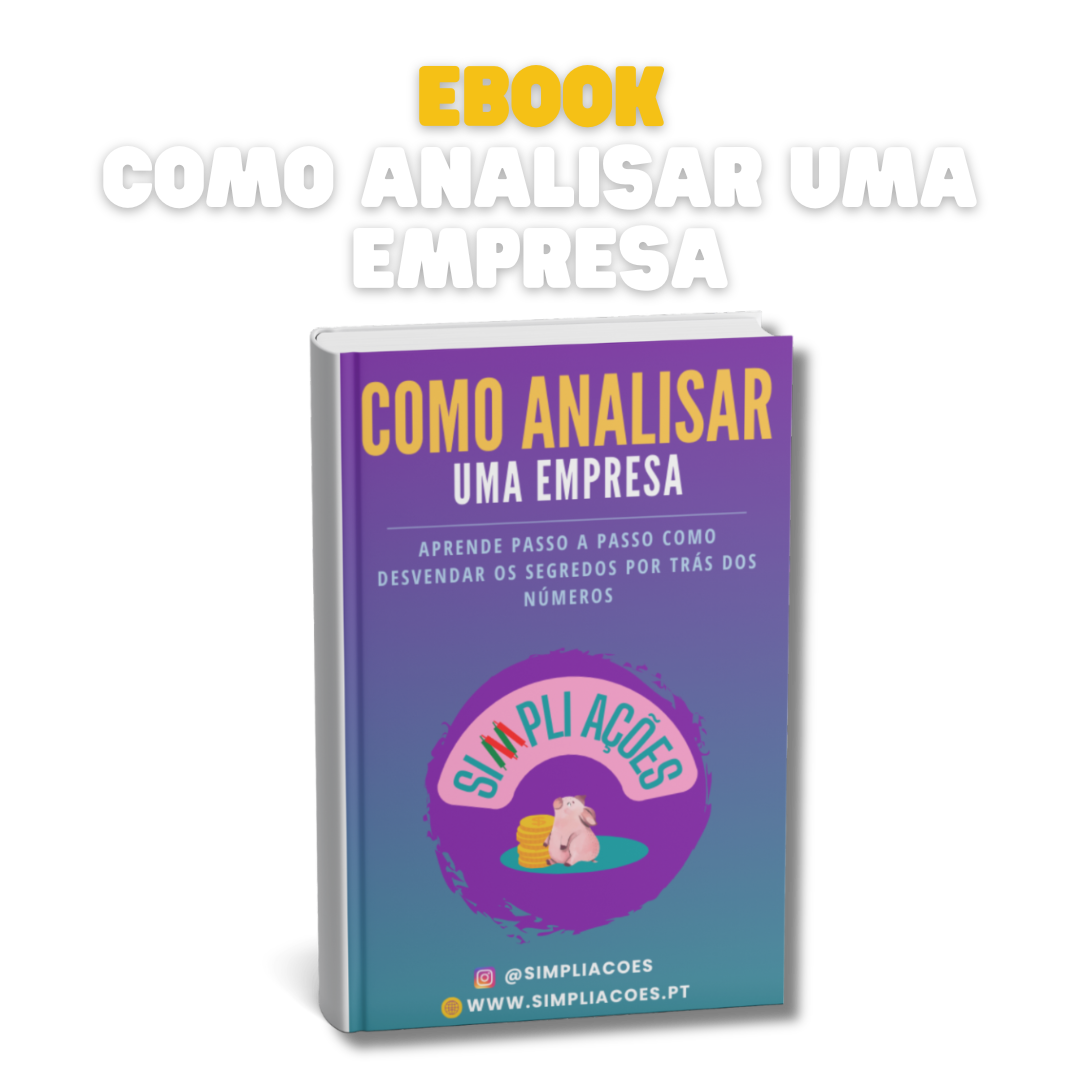 EBOOK
COMO ANALISAR UMA
EMPRESA
COMO ANALISAR
UMA EMPRESA
APRENDE PASSO A PASSO COMO
DESVENDAR OS SEGREDOS POR TRÁS DOS
NÚMEROS
SIMPLI AÇÕES
@SIMPLIACOES
WWW.SIMPLIACOES.PT